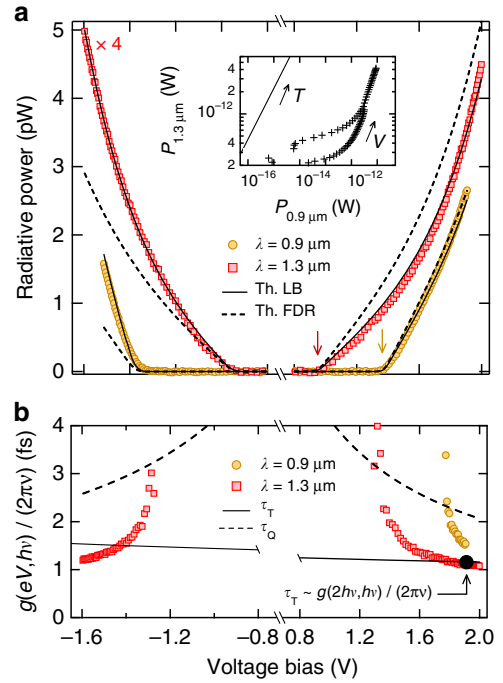 a
5
4
3
2
1
0
Radiative power (pW)
× 4
P1.3 μm (W)
4
2
10⁻¹²
4
2
T
V
10⁻¹⁶
10⁻¹⁴
10⁻¹²
P0.9 μm (W)
λ = 0.9 μm
λ = 1.3 μm
Th. LB
Th. FDR
b
g(eV,hν) / (2πν) (fs)
4
3
2
1
0
λ = 0.9 μm
λ = 1.3 μm
τT
τQ
τT ~ g(2hν,hν) / (2πν)
−1.6
−1.2
−0.8
0.8
1.2
1.6
2.0
Voltage bias (V)